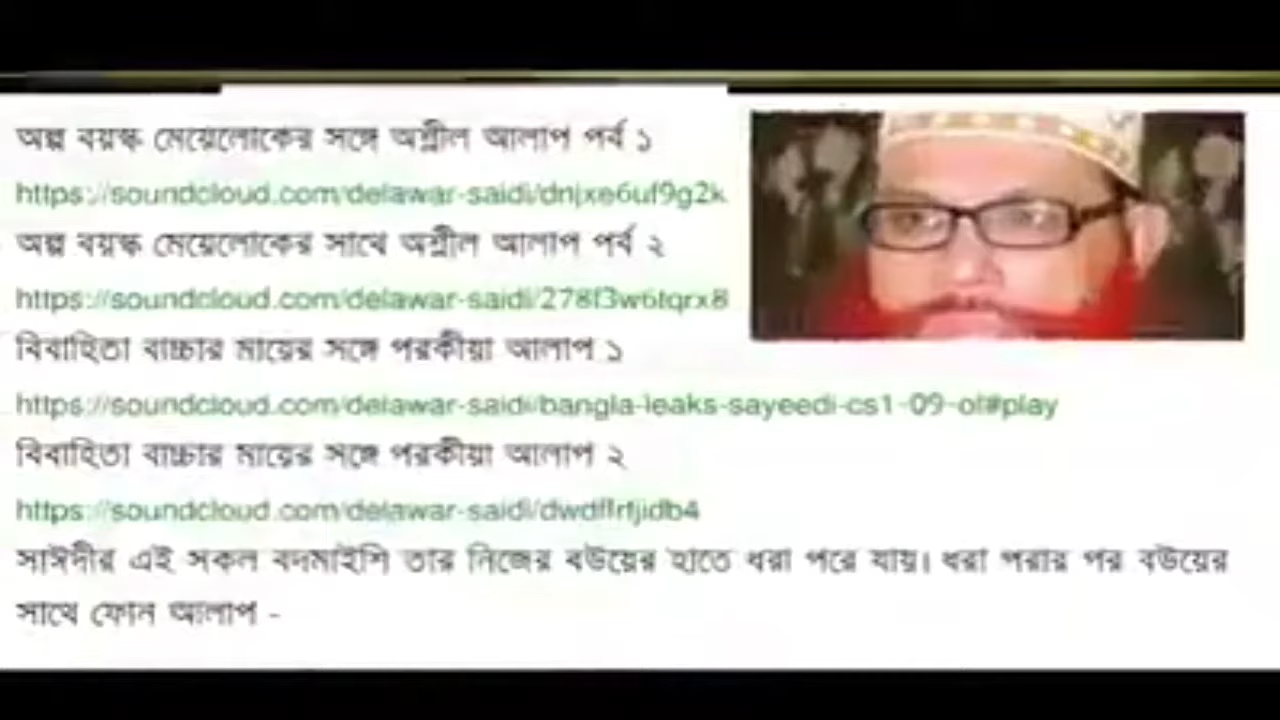 অল্প বয়স্ক মেয়েলোকের সঙ্গে অশ্লীল আলাপ পর্ব ১
https://soundcloud.com/delawar-saidi/dnjxe6uf9g2k
অল্প বয়স্ক মেয়েলোকের সাথে অশ্লীল আলাপ পর্ব ২
https://soundcloud.com/delawar-saidi/278f3w6tqrx8
বিবাহিতা বাচ্চার মায়ের সঙ্গে পরকীয়া আলাপ ১
https://soundcloud.com/delawar-saidi/bangla-leaks-sayeedi-cs1-09-of#play
বিবাহিতা বাচ্চার মায়ের সঙ্গে পরকীয়া আলাপ ২
https://soundcloud.com/delawar-saidi/dwdffrfjidb4
সাঈদীর এই সকল বদমাইশি তার নিজের বউয়ের হাতে ধরা পরে যায়। ধরা পরার পর বউয়ের
সাথে ফোন আলাপ -